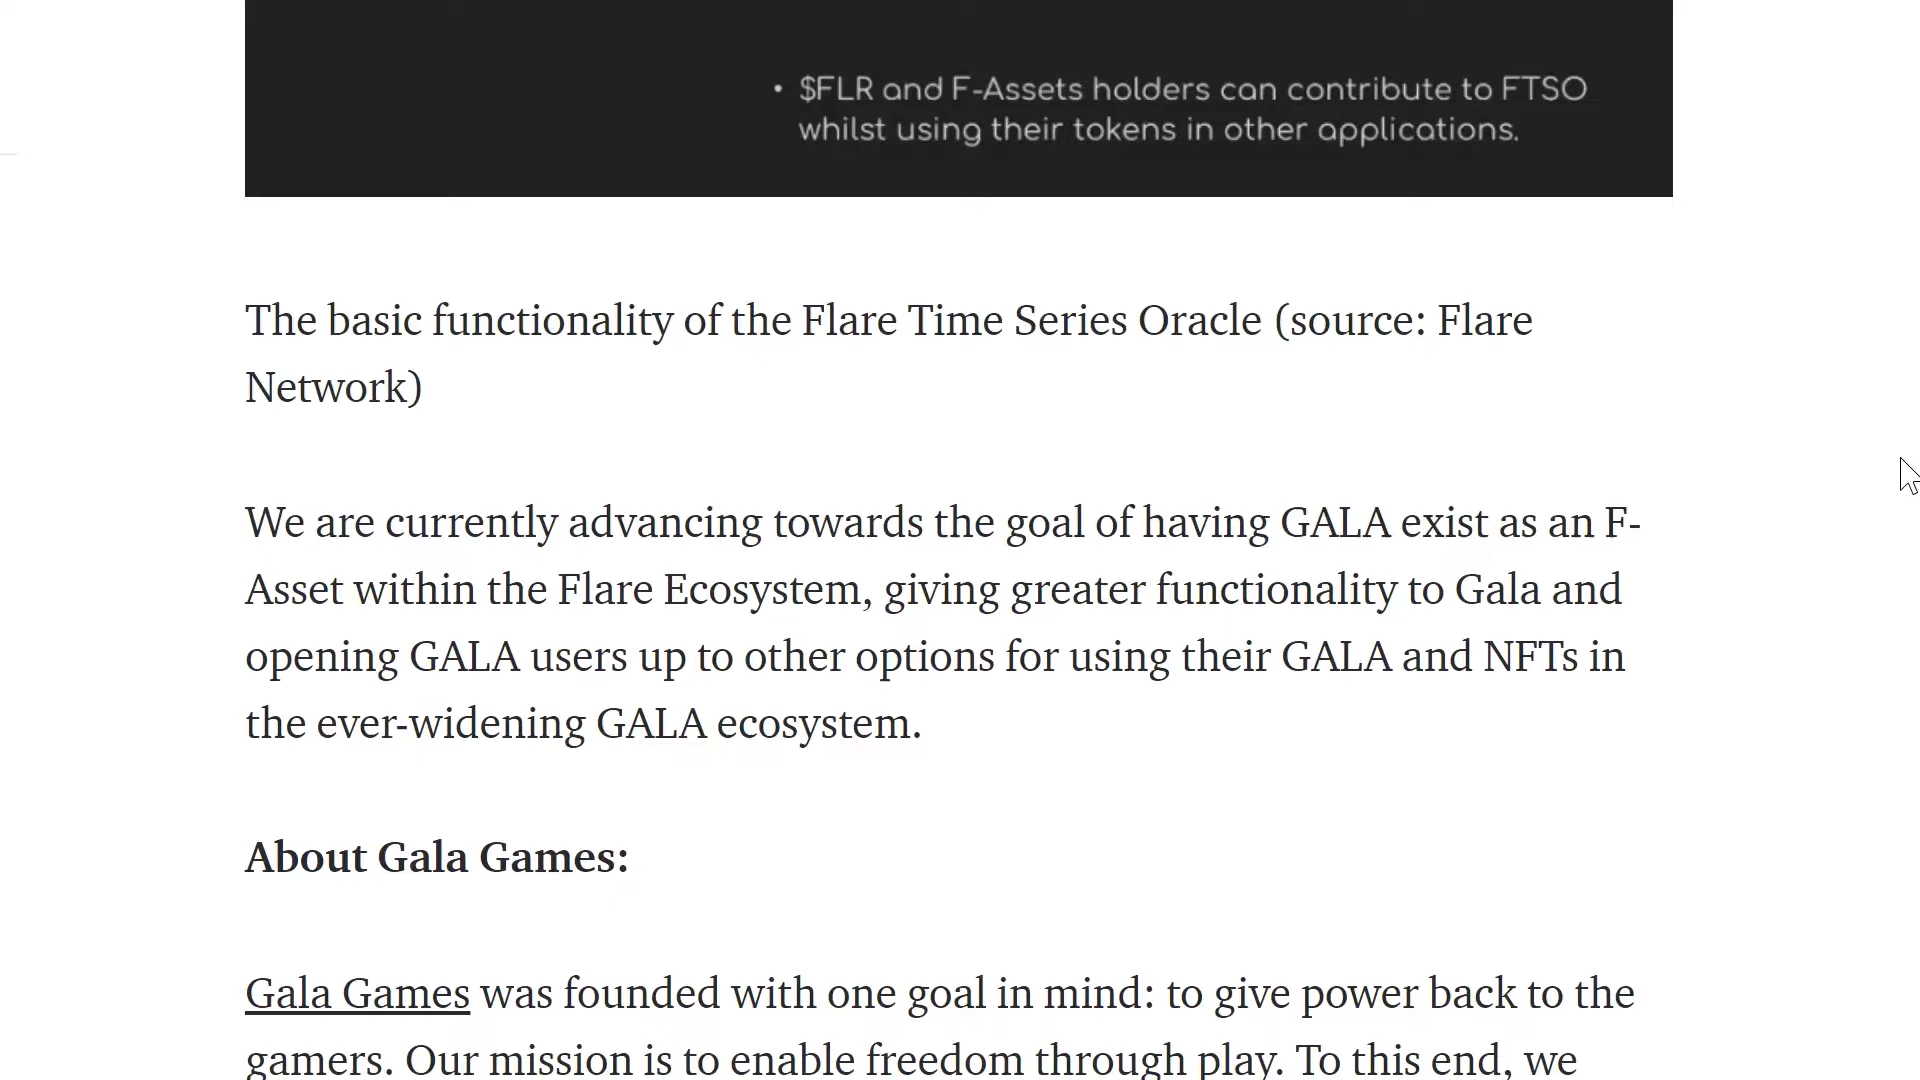 • $FLR and F-Assets holders can contribute to FTSO
whilst using their tokens in other applications.
The basic functionality of the Flare Time Series Oracle (source: Flare
Network)
We are currently advancing towards the goal of having GALA exist as an F-
Asset within the Flare Ecosystem, giving greater functionality to Gala and
opening GALA users up to other options for using their GALA and NFTs in
the ever-widening GALA ecosystem.
About Gala Games:
Gala Games was founded with one goal in mind: to give power back to the
gamers. Our mission is to enable freedom through play. To this end, we